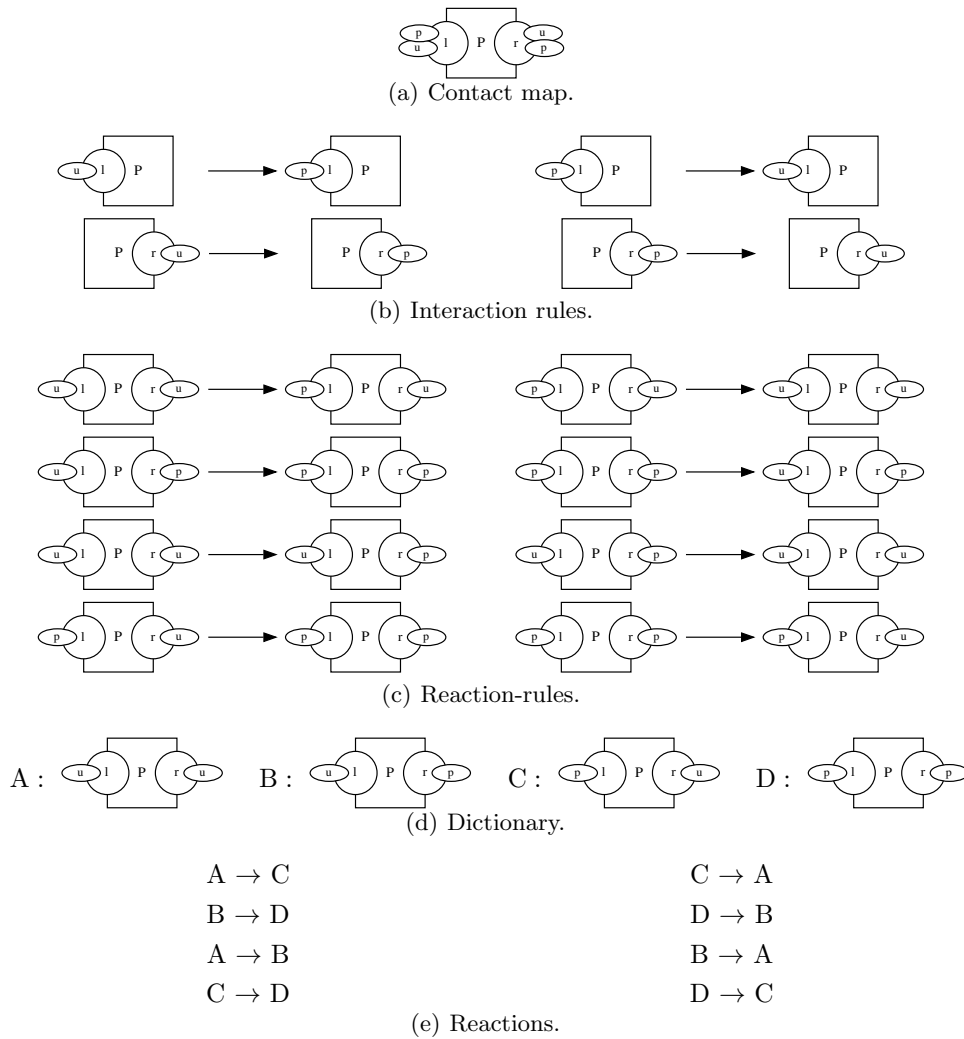 p l P r u
u p
(a) Contact map.
u l P p l P p l P u l P
P r u P r p P r p P r u
(b) Interaction rules.
u l P r u p l P r u p l P r u u l P r u
u l P r p p l P r p p l P r p u l P r p
u l P r u u l P r p u l P r p u l P r u
p l P r u p l P r p p l P r p p l P r u
(c) Reaction-rules.
A : u l P r u B : u l P r p C : p l P r u D : p l P r p
(d) Dictionary.
A → C C → A
B → D D → B
A → B B → A
C → D D → C
(e) Reactions.